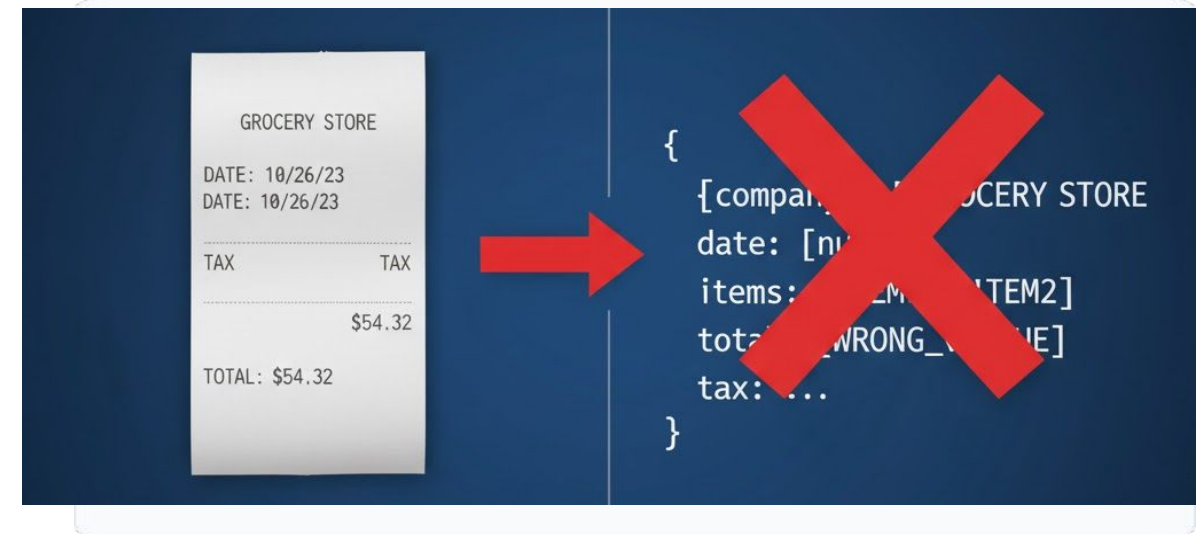 GROCERY STORE
DATE: 10/26/23
DATE: 10/26/23
TAX TAX
$54.32
TOTAL: $54.32
{
[compan
OCERY STORE
date: [nu
items: TEM2]
tota WRONG_
tax: ...
}